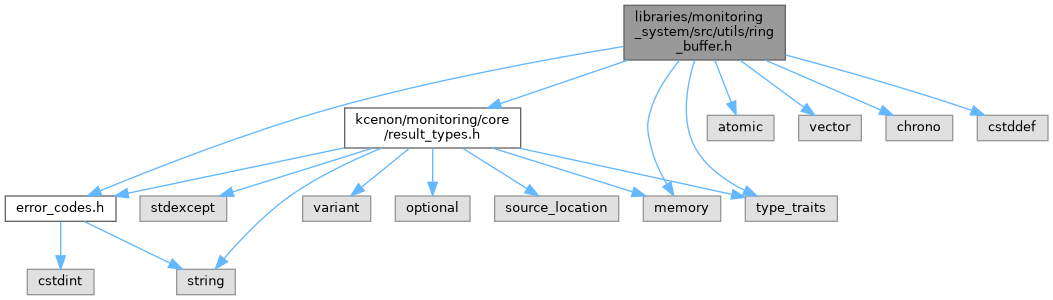 libraries/monitoring
_system/src/utils/ring
_buffer.h
kcenon/monitoring/core
/result_types.h
atomic
vector
chrono
cstddef
error_codes.h
stdexcept
variant
optional
source_location
memory
type_traits
cstdint
string